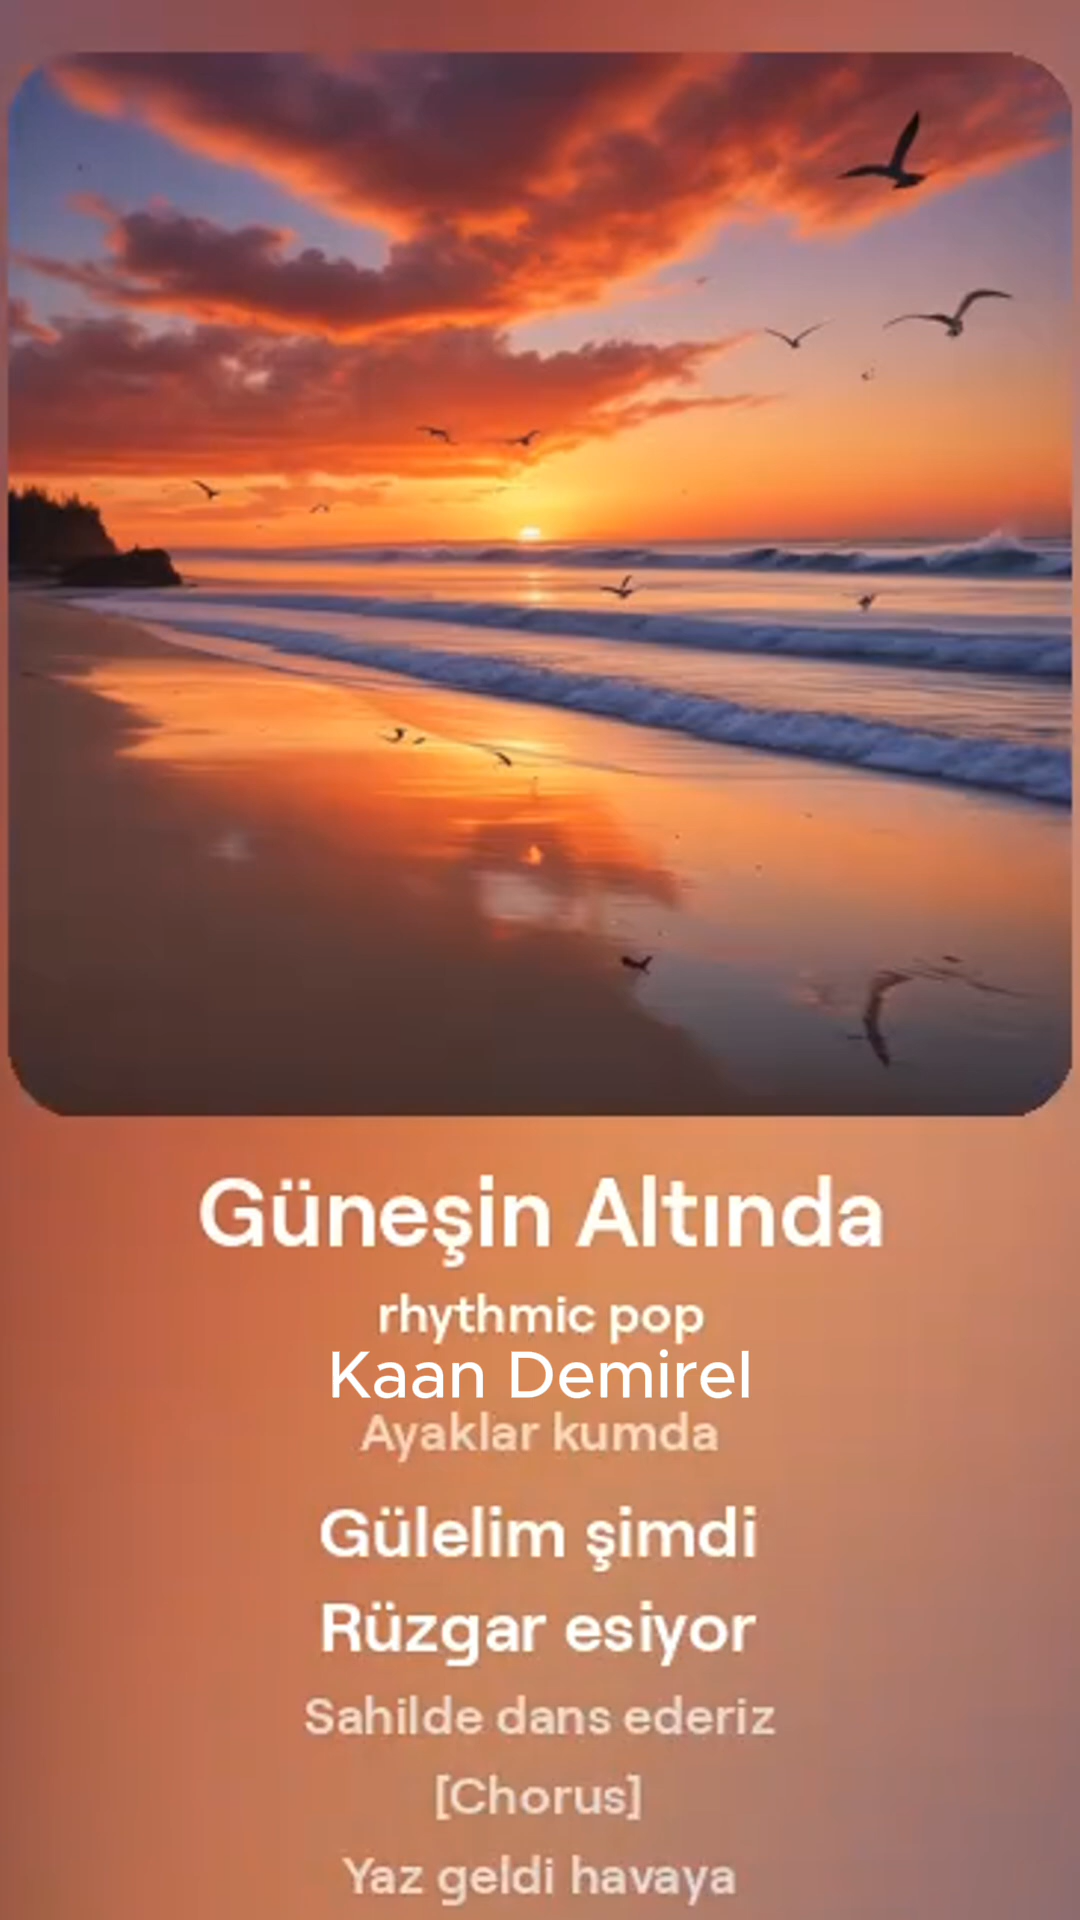 Güneşin Altında
rhythmic pop
Kaan Demirel
Ayaklar kumda
Gülelim şimdi
Rüzgar esiyor
Sahilde dans ederiz
[Chorus]
Yaz geldi havaya